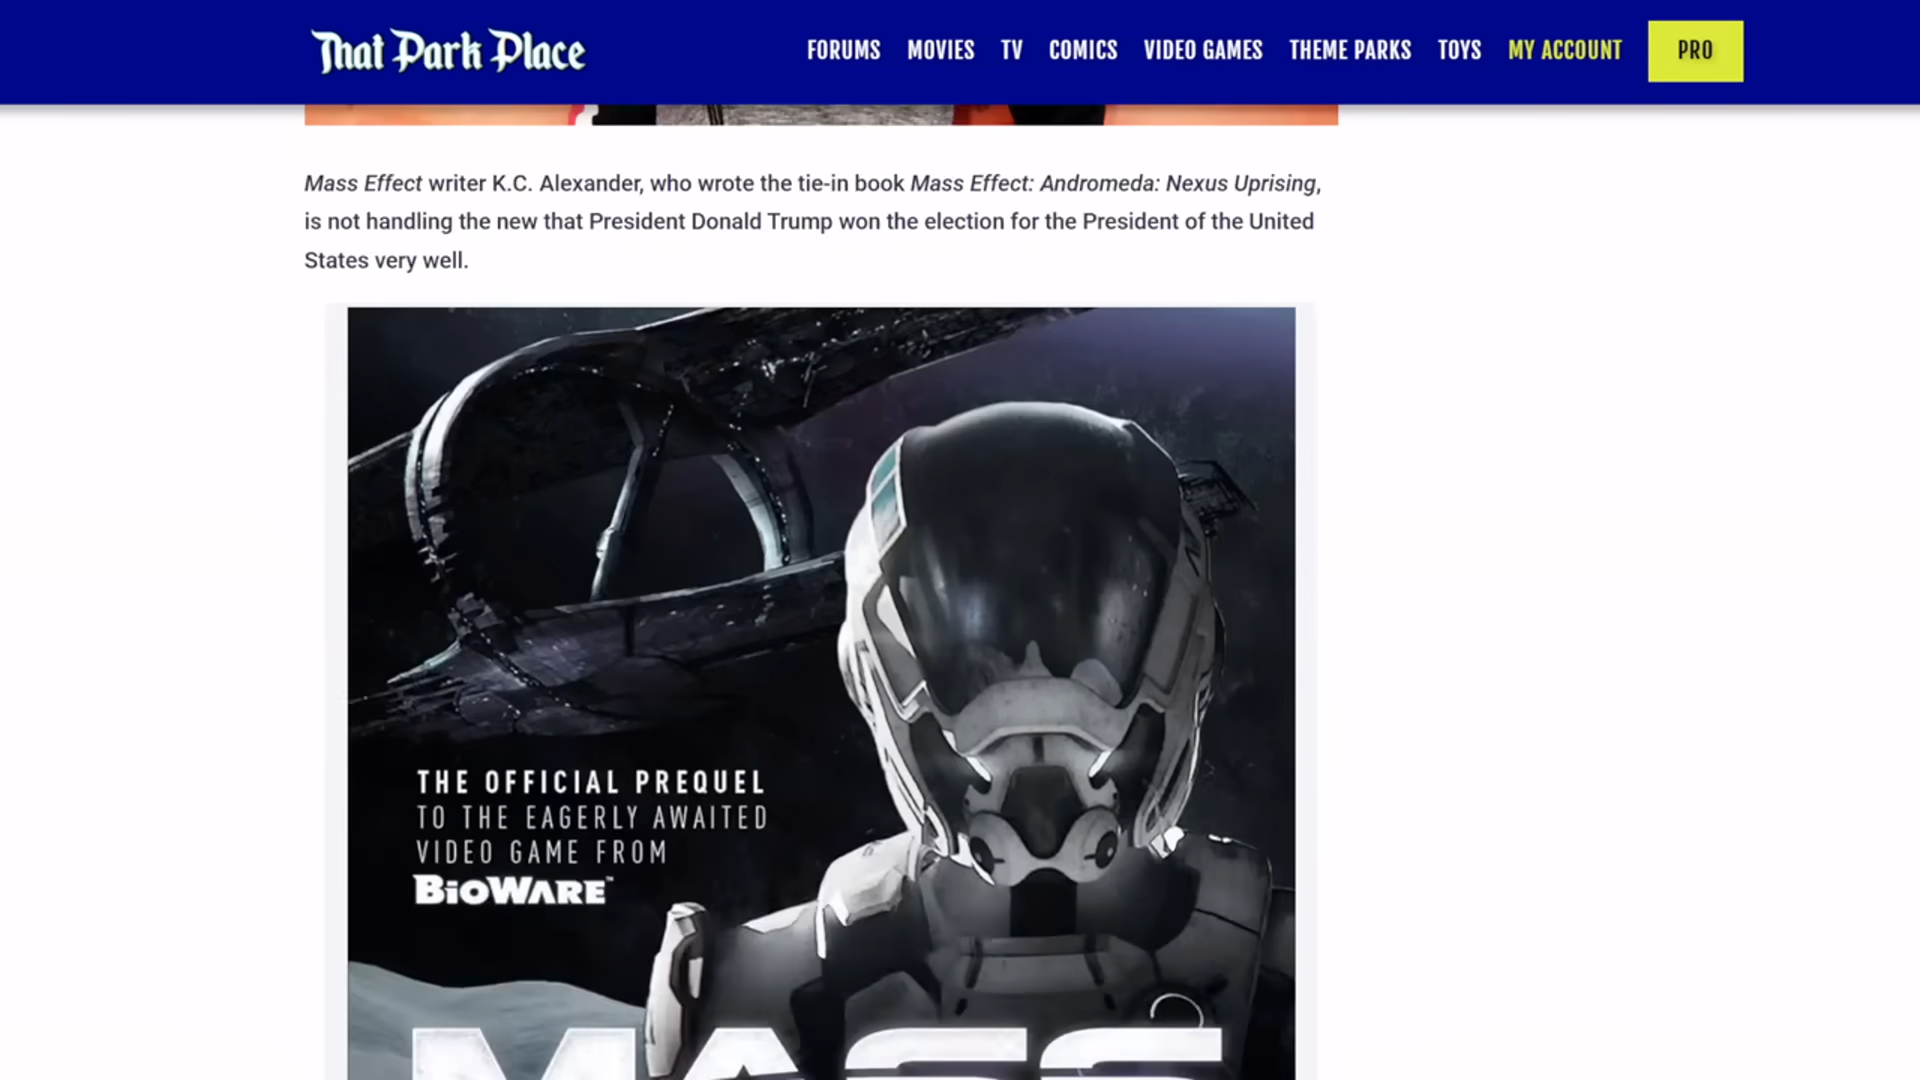 That Park Place
FORUMS MOVIES TV COMICS VIDEO GAMES THEME PARKS TOYS MY ACCOUNT PRO
Mass Effect writer K.C. Alexander, who wrote the tie-in book Mass Effect: Andromeda: Nexus Uprising,
is not handling the new that President Donald Trump won the election for the President of the United
States very well.
THE OFFICIAL PREQUEL
TO THE EAGERLY AWAITED
VIDEO GAME FROM
BIOWARE™
MASS